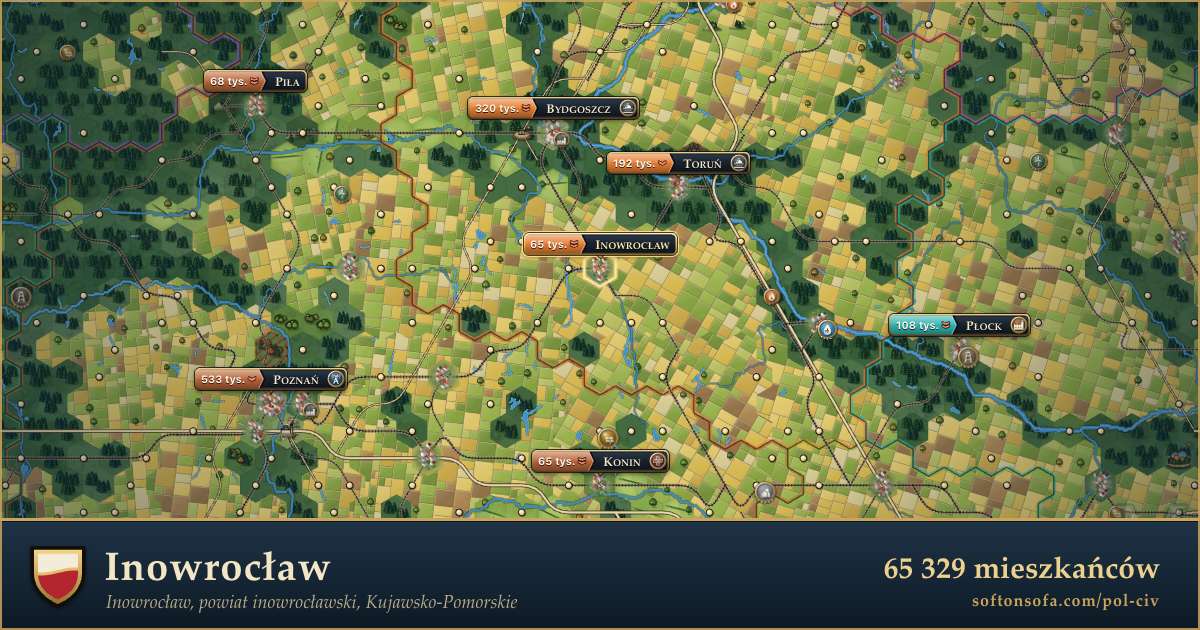 68 tys. Piła
320 tys. Bydgoszcz
192 tys. Toruń
65 tys. Inowrocław
108 tys. Płock
533 tys. Poznań
65 tys. Konin
Inowrocław
65 329 mieszkańców
Inowrocław, powiat inowrocławski, Kujawsko-Pomorskie
softonsofa.com/pol-civ